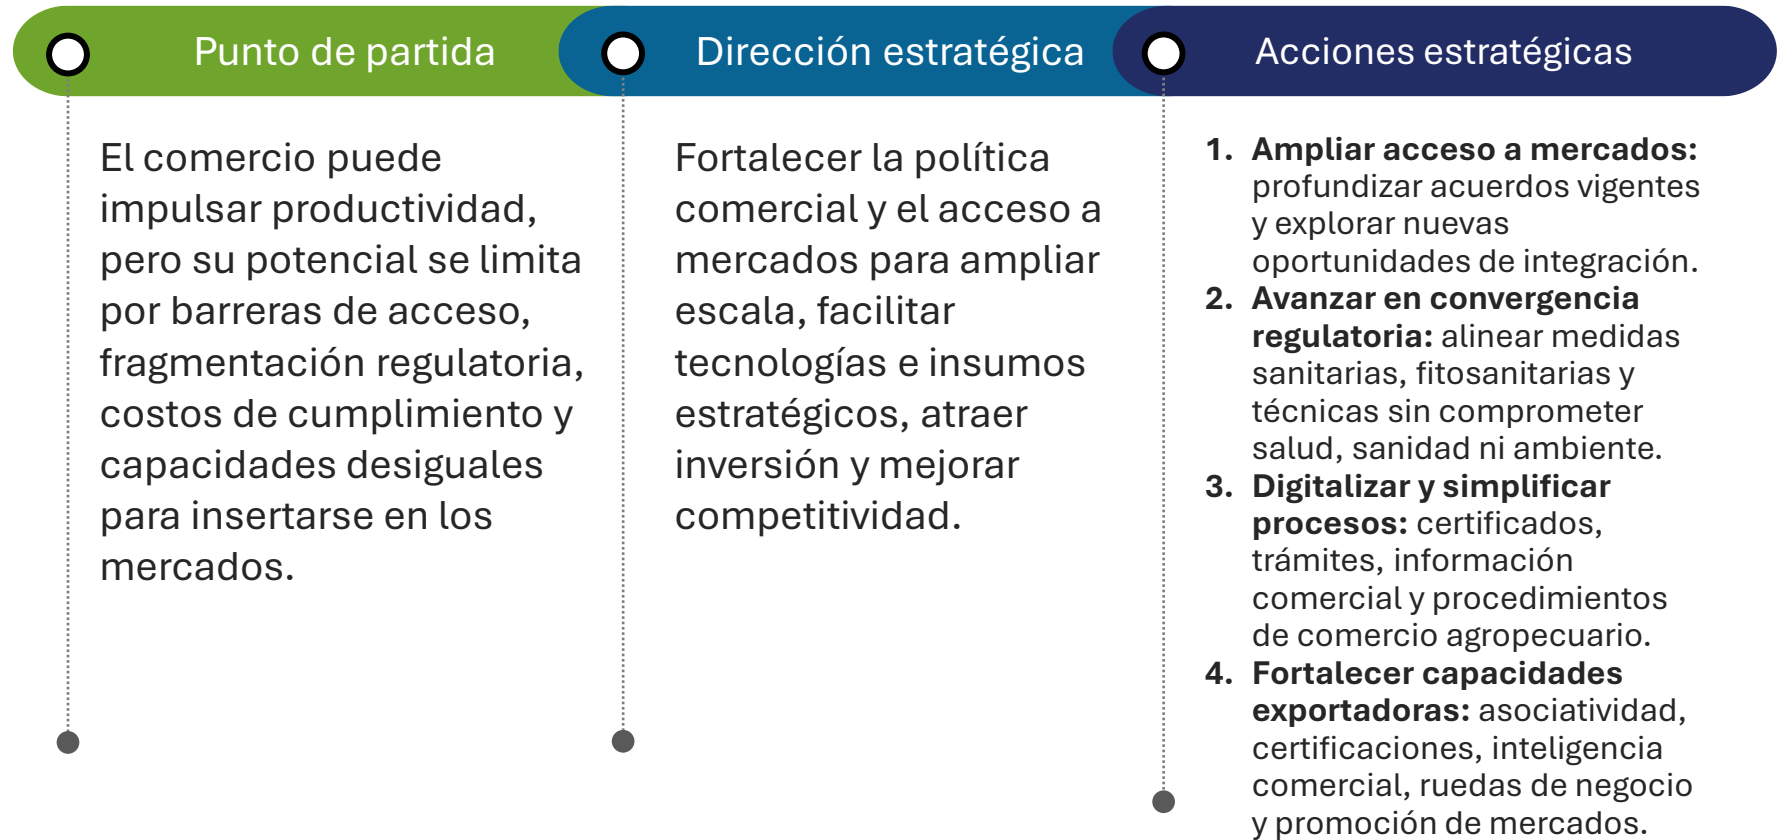 Punto de partida
El comercio puede
impulsar productividad,
pero su potencial se limita
por barreras de acceso,
fragmentación regulatoria,
costos de cumplimiento y
capacidades desiguales
para insertarse en los
mercados.
Dirección estratégica
Fortalecer la política
comercial y el acceso a
mercados para ampliar
escala, facilitar
tecnologías e insumos
estratégicos, atraer
inversión y mejorar
competitividad.
Acciones estratégicas
1. Ampliar acceso a mercados:
profundizar acuerdos vigentes
y explorar nuevas
oportunidades de integración.
2. Avanzar en convergencia
regulatoria: alinear medidas
sanitarias, fitosanitarias y
técnicas sin comprometer
salud, sanidad ni ambiente.
3. Digitalizar y simplificar
procesos: certificados,
trámites, información
comercial y procedimientos
de comercio agropecuario.
4. Fortalecer capacidades
exportadoras: asociatividad,
certificaciones, inteligencia
comercial, ruedas de negocio
y promoción de mercados.